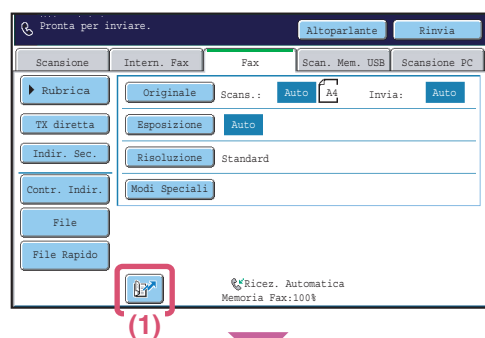 Pronta per inviare.
Altoparlante Rinvia
Scansione Intern. Fax Fax Scan. Mem. USB Scansione PC
Rubrica Originale Scans.: Auto A4 Invia: Auto
TX diretta Esposizione Auto
Indir. Sec. Risoluzione Standard
Contr. Indir. Modi Speciali
File
File Rapido
Ricez. Automatica
Memoria Fax:100%
(1)